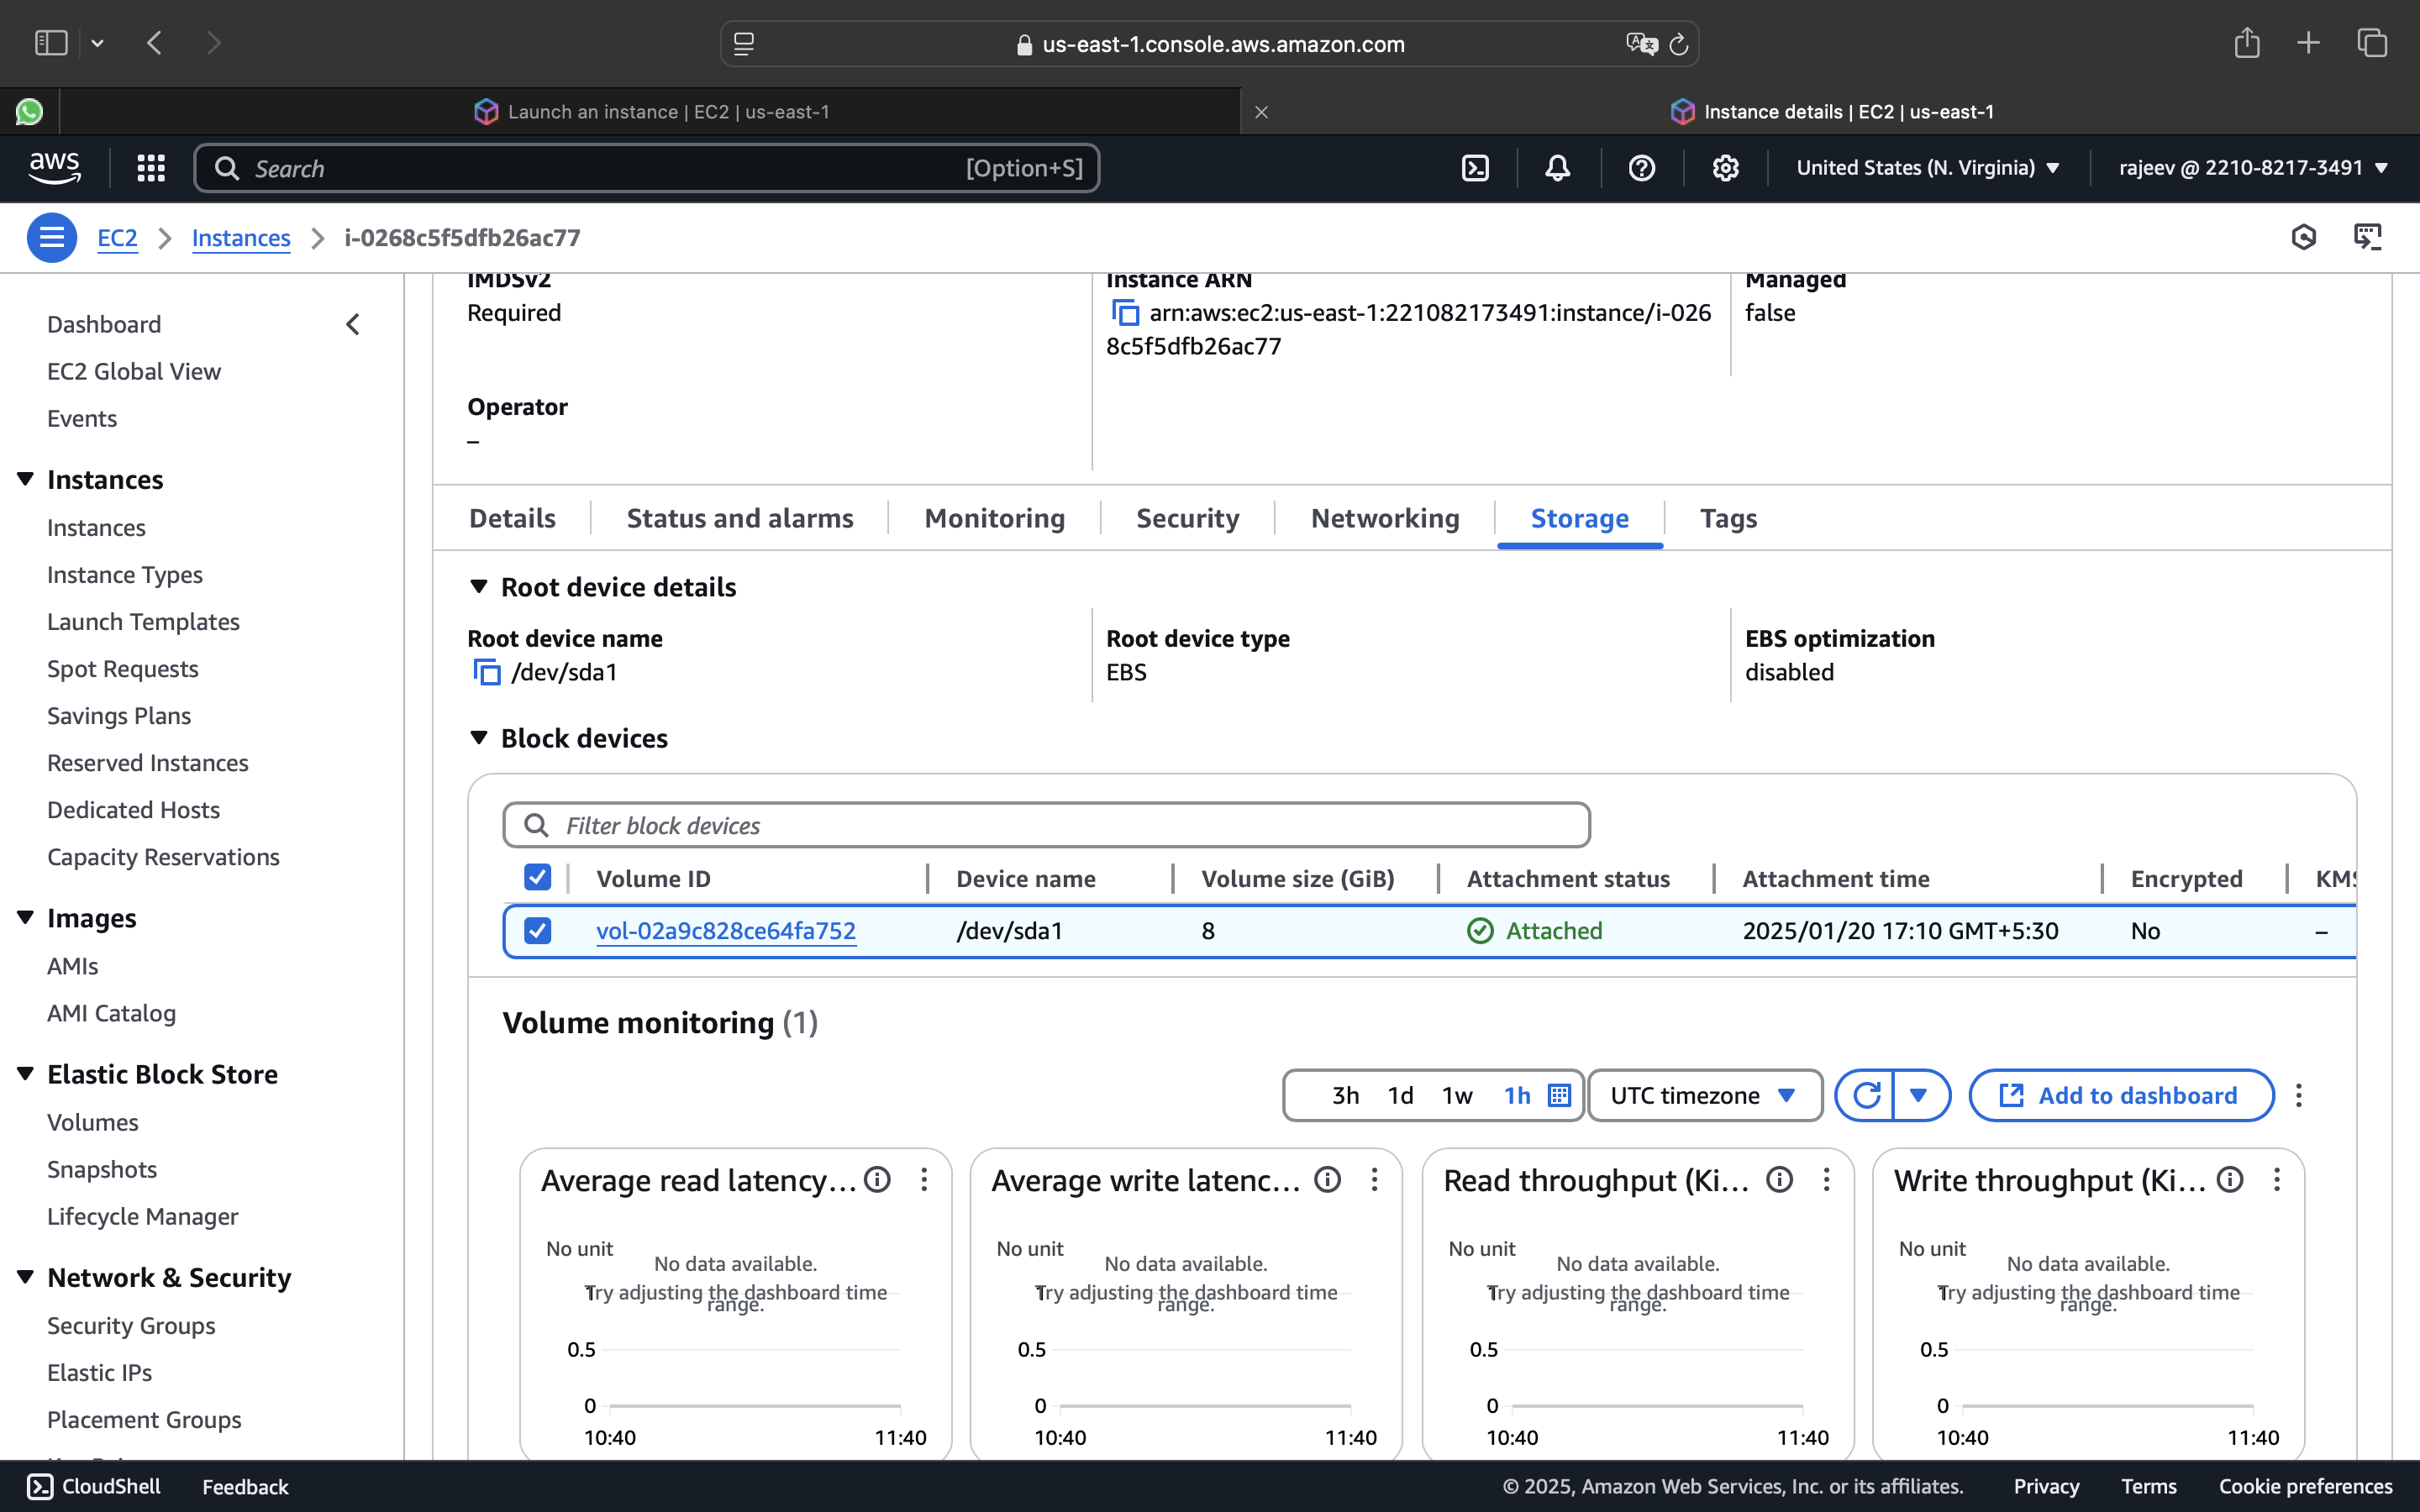 us-east-1.console.aws.amazon.com
Launch an instance | EC2 | us-east-1
Instance details | EC2 | us-east-1
aws
Search
[Option+S]
United States (N. Virginia)
rajeev @ 2210-8217-3491
EC2
Instances
i-0268c5f5dfb26ac77
Dashboard
EC2 Global View
Events
Instances
Instances
Instance Types
Launch Templates
Spot Requests
Savings Plans
Reserved Instances
Dedicated Hosts
Capacity Reservations
Images
AMIs
AMI Catalog
Elastic Block Store
Volumes
Snapshots
Lifecycle Manager
Network & Security
Security Groups
Elastic IPs
Placement Groups
IMDSv2
Required
Instance ARN
arn:aws:ec2:us-east-1:221082173491:instance/i-026
8c5f5dfb26ac77
Managed
false
Operator
–
Details Status and alarms Monitoring Security Networking Storage Tags
Root device details
Root device name
/dev/sda1
Root device type
EBS
EBS optimization
disabled
Block devices
Filter block devices
Volume ID Device name Volume size (GiB) Attachment status Attachment time Encrypted KMS
vol-02a9c828ce64fa752 /dev/sda1 8 Attached 2025/01/20 17:10 GMT+5:30 No –
Volume monitoring (1)
3h 1d 1w 1h UTC timezone Add to dashboard
Average read latency...
No unit
No data available.
Try adjusting the dashboard time
range.
0.5
0
10:40 11:40
Average write latenc...
No unit
No data available.
Try adjusting the dashboard time
range.
0.5
0
10:40 11:40
Read throughput (Ki...
No unit
No data available.
Try adjusting the dashboard time
range.
0.5
0
10:40 11:40
Write throughput (Ki...
No unit
No data available.
Try adjusting the dashboard time
range.
0.5
0
10:40 11:40
CloudShell Feedback
© 2025, Amazon Web Services, Inc. or its affiliates. Privacy Terms Cookie preferences